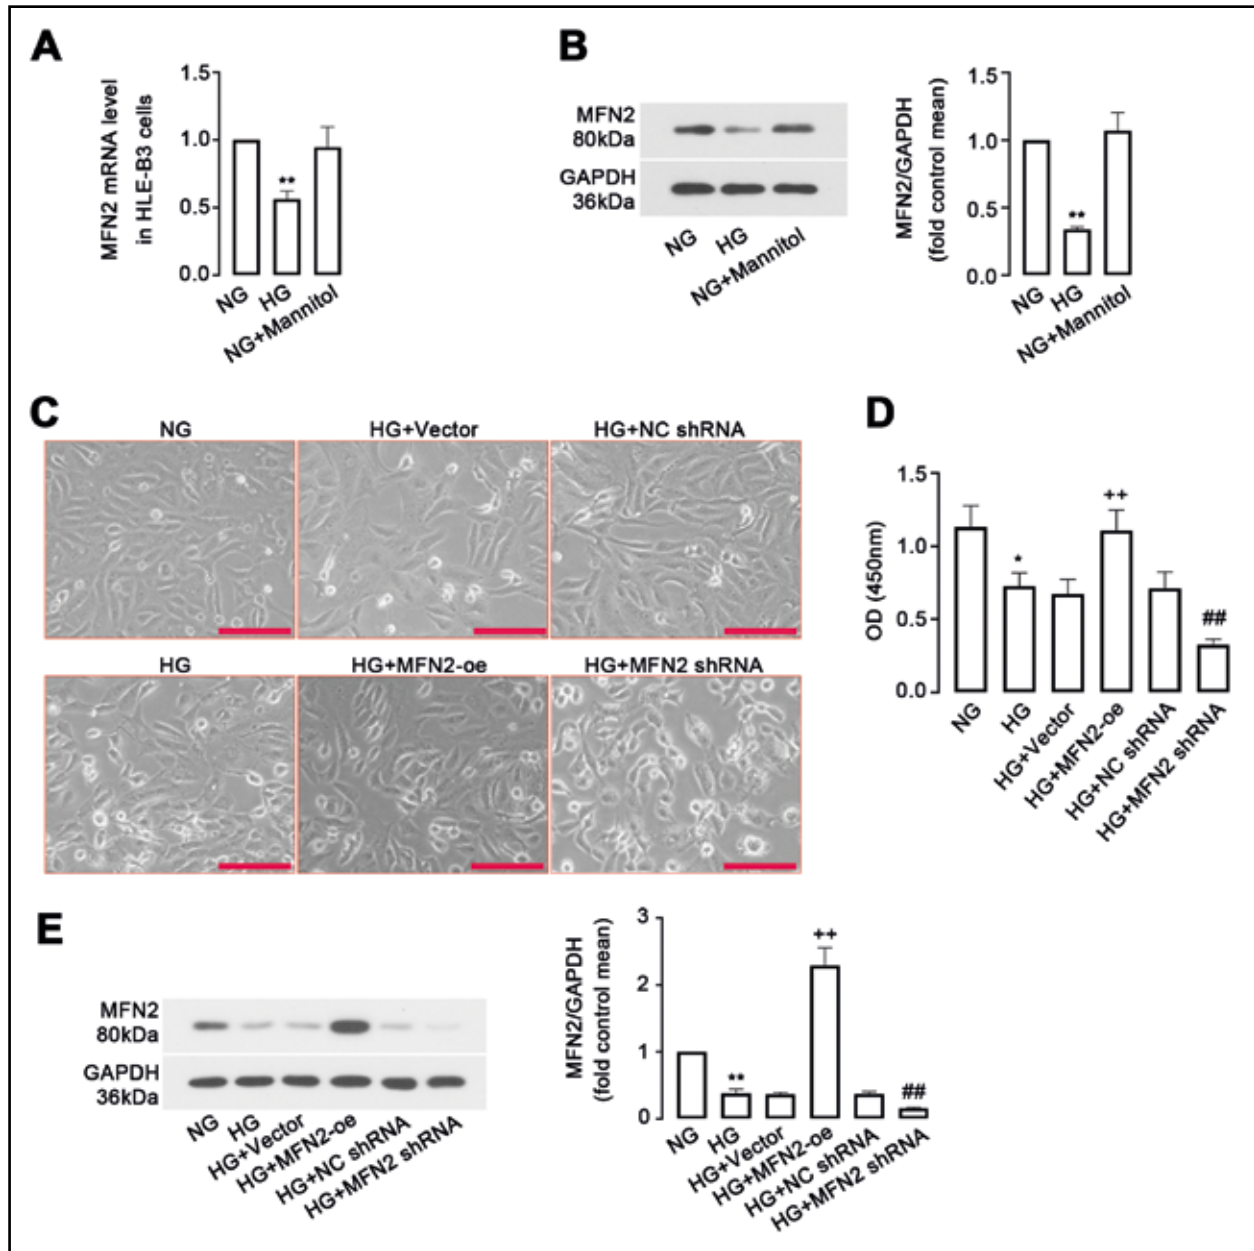 A
MFN2 mRNA level
in HLE-B3 cells
1.5
1.0
0.5
0.0
**
NG
HG
NG+Mannitol
B
MFN2
80kDa
GAPDH
36kDa
NG
HG
NG+Mannitol
MFN2/GAPDH
(fold control mean)
1.5
1.0
0.5
0.0
**
NG
HG
NG+Mannitol
C
NG
HG+Vector
HG+NC shRNA
HG
HG+MFN2-oe
HG+MFN2 shRNA
D
OD (450nm)
1.5
1.0
0.5
0.0
*
++
##
NG
HG
HG+Vector
HG+MFN2-oe
HG+NC shRNA
HG+MFN2 shRNA
E
MFN2
80kDa
GAPDH
36kDa
NG
HG
HG+Vector
HG+MFN2-oe
HG+NC shRNA
HG+MFN2 shRNA
MFN2/GAPDH
(fold control mean)
3
2
1
0
**
++
##
NG
HG
HG+Vector
HG+MFN2-oe
HG+NC shRNA
HG+MFN2 shRNA